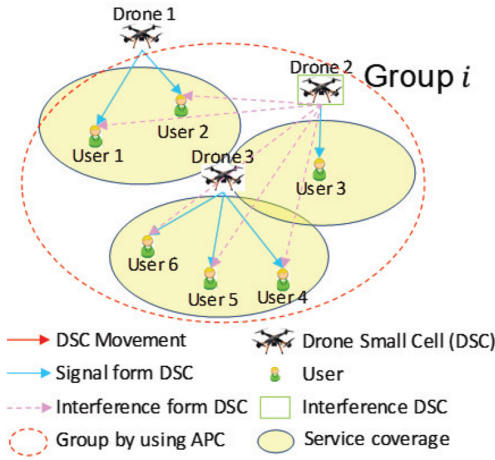 Drone 1
Drone 2
Group i
User 2
User 1
Drone 3
User 3
User 6
User 5
User 4
DSC Movement
Drone Small Cell (DSC)
Signal form DSC
User
Interference form DSC
Interference DSC
Group by using APC
Service coverage